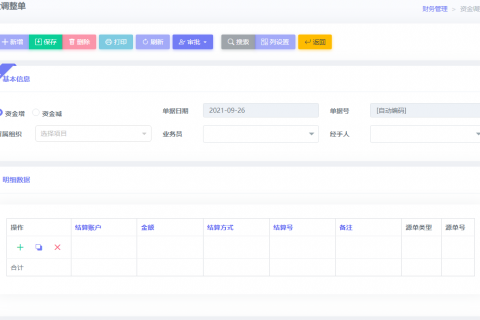 调整单
财务管理 » 资金调
新增 保存 删除 打印 刷新 审批 搜索 列设置 返回
基本信息
资金增 资金减 单据日期 2021-09-26 单据号 [自动编码]
所属组织 选择项目 业务员 经手人
明细数据
操作 结算账户 金额 结算方式 结算号 备注 源单类型 源单号
合计